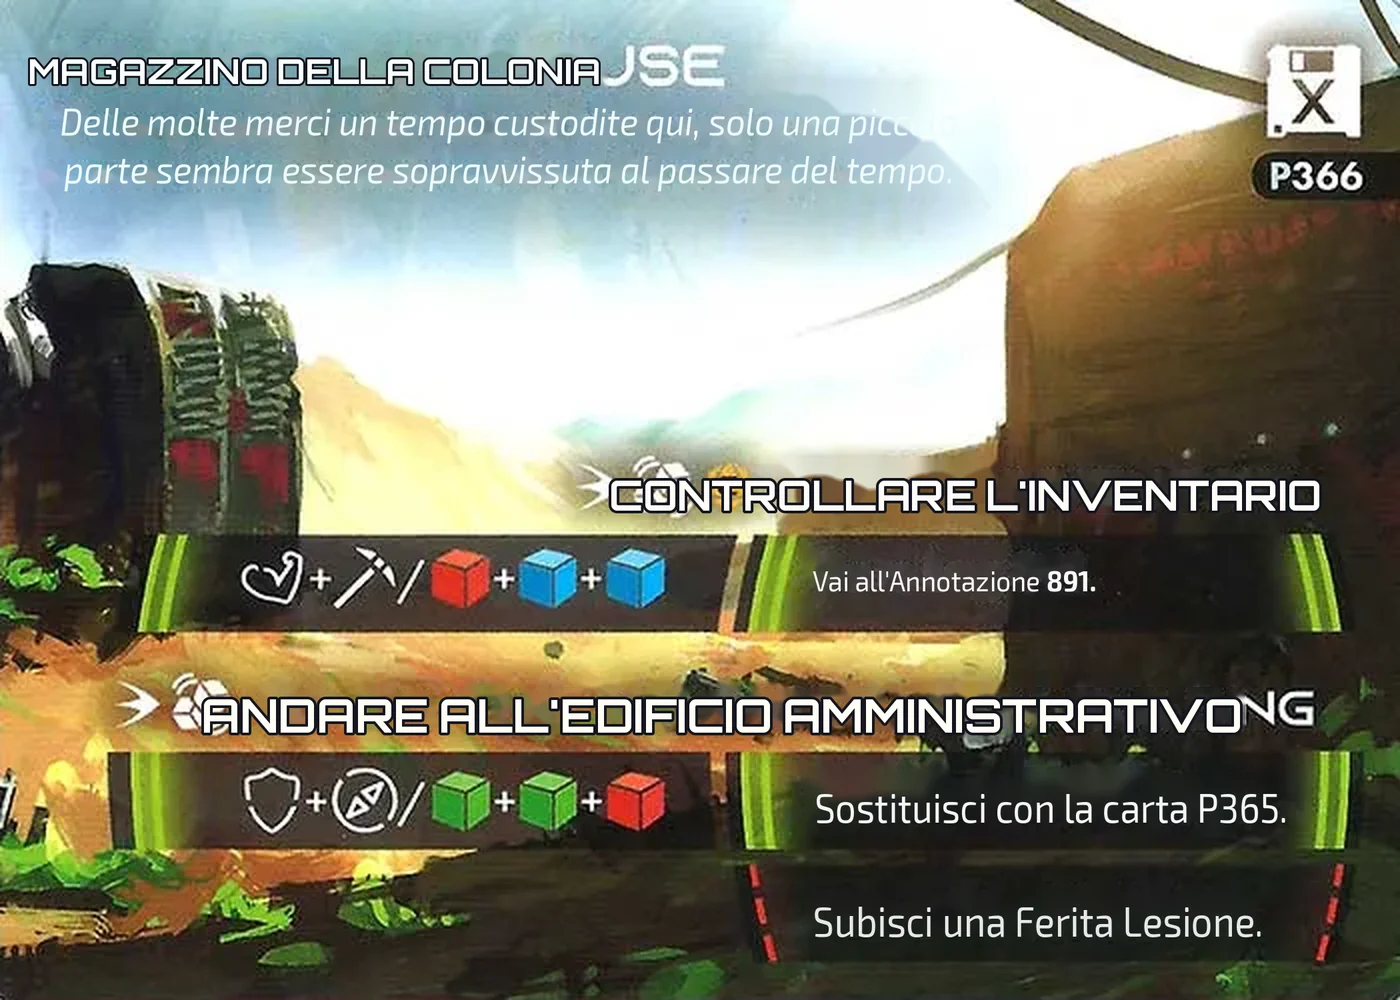 MAGAZZINO DELLA COLONIA JSE
Delle molte merci un tempo custodite qui, solo una piccola
parte sembra essere sopravvissuta al passare del tempo.
X
P366
CONTROLLARE L'INVENTARIO
+ / + +
Vai all'Annotazione 891.
ANDARE ALL'EDIFICIO AMMINISTRATIVO NG
+ / + +
Sostituisci con la carta P365.
Subisci una Ferita Lesione.